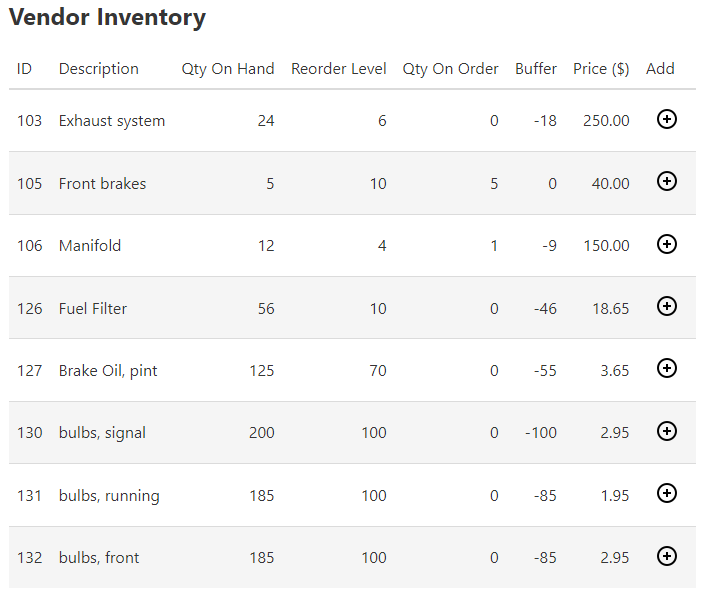 Vendor Inventory
ID Description Qty On Hand Reorder Level Qty On Order Buffer Price ($) Add
103 Exhaust system 24 6 0 -18 250.00
105 Front brakes 5 10 5 0 40.00
106 Manifold 12 4 1 -9 150.00
126 Fuel Filter 56 10 0 -46 18.65
127 Brake Oil, pint 125 70 0 -55 3.65
130 bulbs, signal 200 100 0 -100 2.95
131 bulbs, running 185 100 0 -85 1.95
132 bulbs, front 185 100 0 -85 2.95